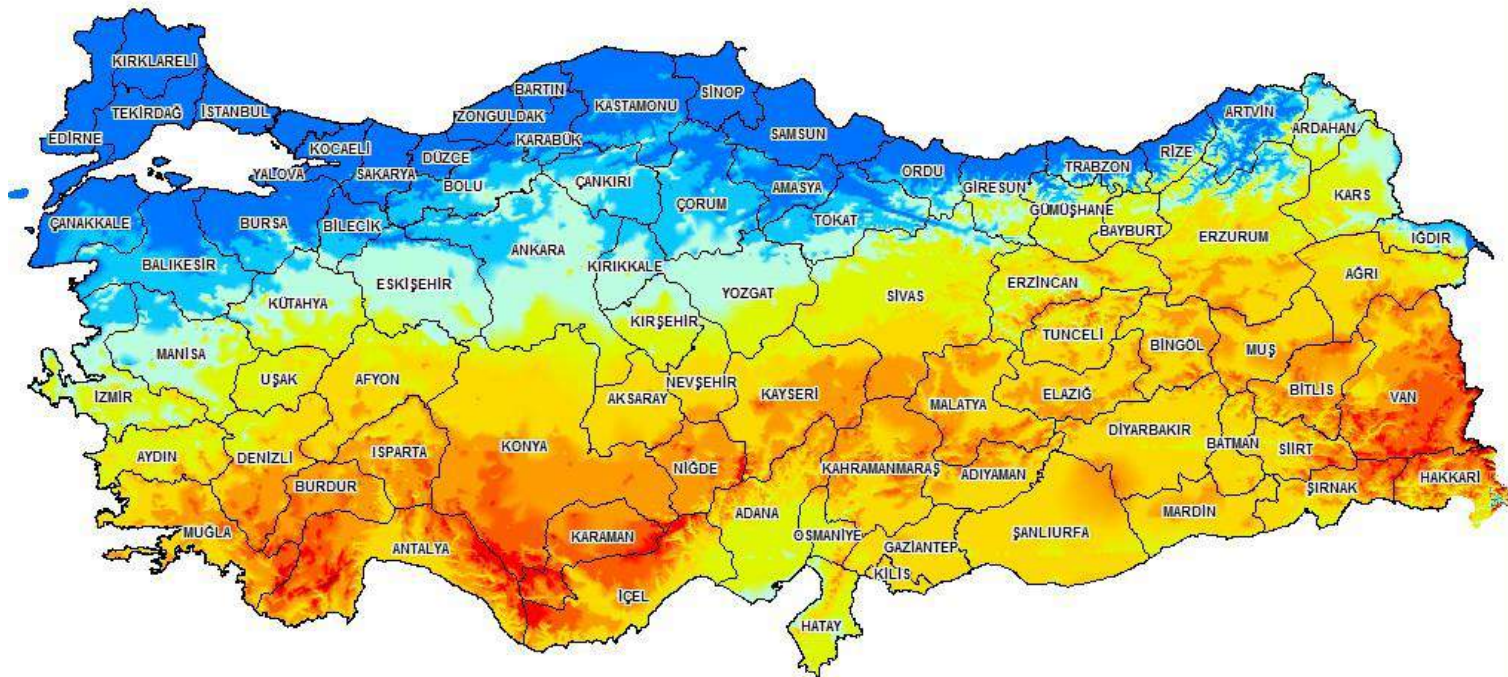 KIRKLARELİ
TEKİRDAĞ
İSTANBUL
EDİRNE
KOCAELİ
YALOVA
SAKARYA
DÜZCE
BOLU
ZONGULDAK
BARTIN
KARABÜK
KASTAMONU
SİNOP
SAMSUN
ÇANKIRI
ÇORUM
AMASYA
TOKAT
ORDU
GİRESUN
TRABZON
RİZE
ARTVİN
ARDAHAN
GÜMÜŞHANE
BAYBURT
ERZURUM
KARS
IĞDIR
AĞRI
ÇANAKKALE
BALIKESİR
BURSA
BİLECİK
KÜTAHYA
ESKİŞEHİR
ANKARA
KIRIKKALE
KIRŞEHİR
YOZGAT
SİVAS
ERZİNCAN
TUNCELİ
BİNGÖL
MUŞ
BİTLİS
VAN
MANİSA
İZMİR
UŞAK
AFYON
AKSARAY
NEVŞEHİR
KAYSERİ
MALATYA
ELAZIĞ
DİYARBAKIR
BATMAN
SİİRT
ŞIRNAK
HAKKARİ
AYDIN
DENİZLİ
ISPARTA
BURDUR
KONYA
NİĞDE
KAHRAMANMARAŞ
ADIYAMAN
MARDİN
ŞANLIURFA
MUĞLA
ANTALYA
KARAMAN
İÇEL
ADANA
OSMANİYE
GAZİANTEP
KİLİS
HATAY